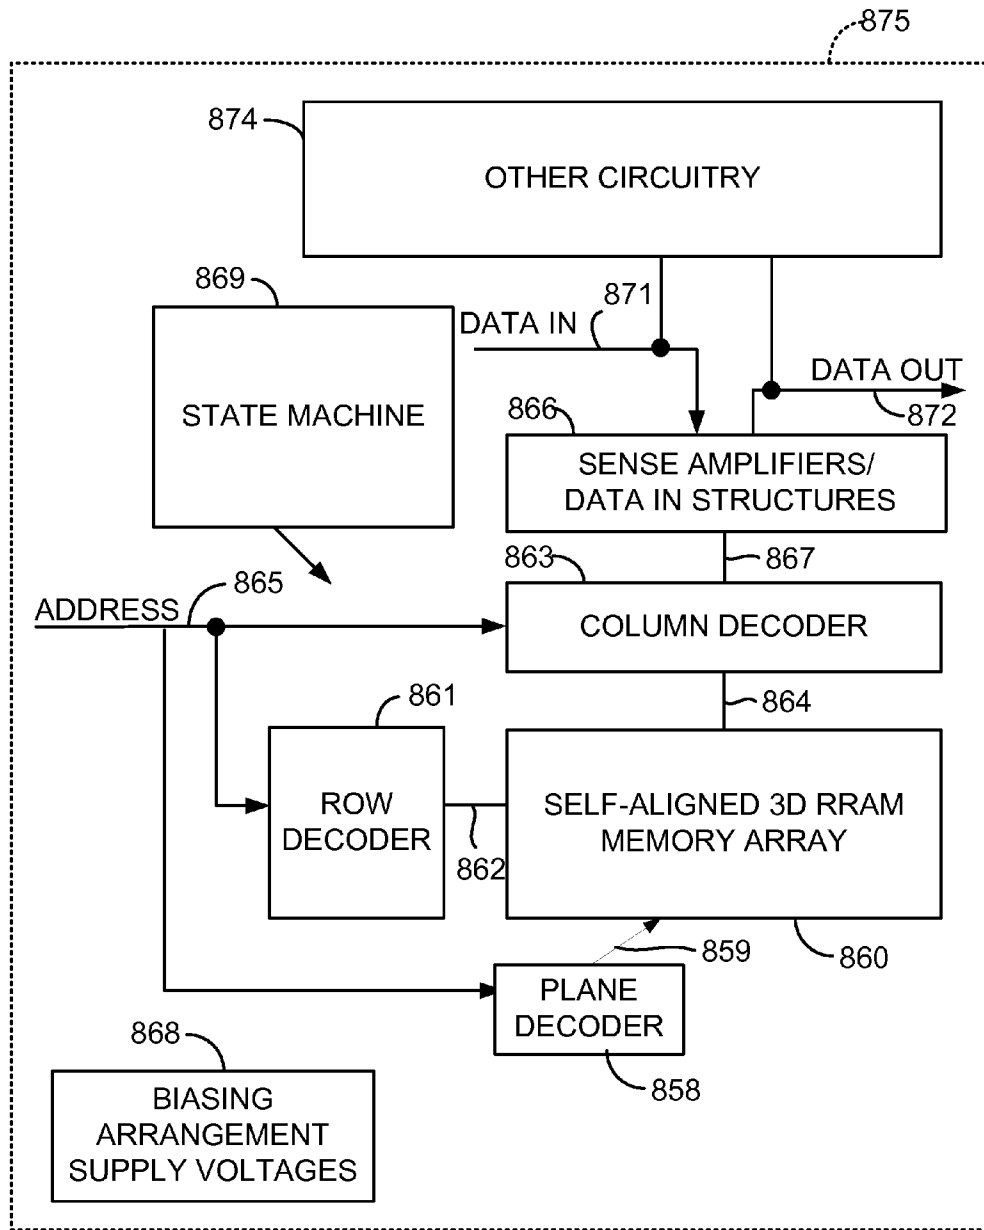 875
874
OTHER CIRCUITRY
869
871
DATA IN
STATE MACHINE
DATA OUT
872
866
SENSE AMPLIFIERS/
DATA IN STRUCTURES
867
863
865
ADDRESS
COLUMN DECODER
864
861
ROW
DECODER
862
SELF-ALIGNED 3D RRAM
MEMORY ARRAY
859
860
PLANE
DECODER
858
868
BIASING
ARRANGEMENT
SUPPLY VOLTAGES